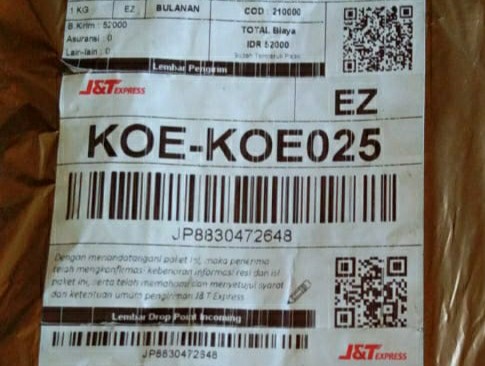 1 KG EZ BULANAN COD : 210000
B.Kirim : 52000
Asuransi : 0
Lain-lain : 0
TOTAL Biaya
IDR 52000
Lembar Pengirim
J&T EXPRESS
EZ
KOE-KOE025
JP8830472648
Dengan menandatangani paket ini, maka penerima
telah mengkonfirmasi kebenaran informasi resi dan isi
paket ini, serta telah memahami dan menyetujui syarat
dan ketentuan umum pengiriman J&T Express
Lembar Drop Point Incoming
JP8830472648
J&T EXPRESS